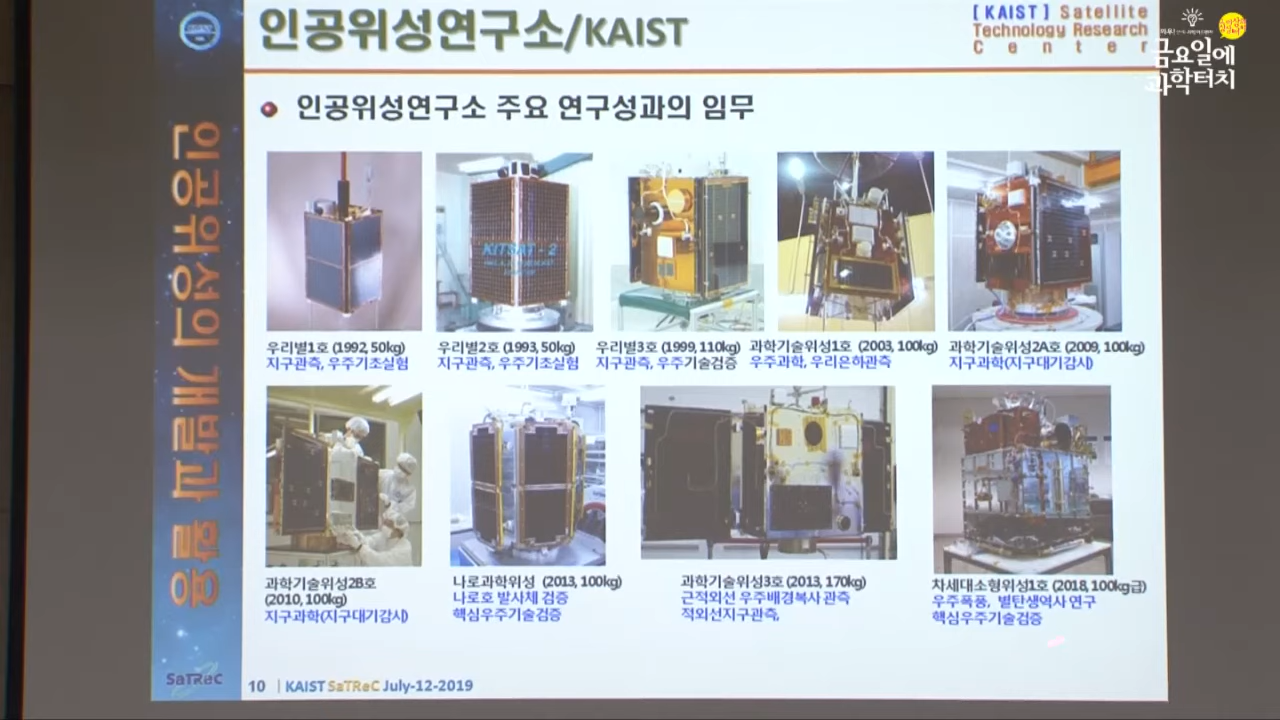 인공위성연구소/KAIST
[ KAIST ] Satellite
Technology Research
Center
금요일에
과학터치
인공위성의 개발과 활용
인공위성연구소 주요 연구성과의 임무
KITSAT - 2
우리별1호 (1992, 50kg)
지구관측, 우주기초실험
우리별2호 (1993, 50kg)
지구관측, 우주기초실험
우리별3호 (1999, 110kg)
지구관측, 우주기술검증
과학기술위성1호 (2003, 100kg)
우주과학, 우리은하관측
과학기술위성2A호 (2009, 100kg)
지구과학(지구대기감시)
과학기술위성2B호
(2010, 100kg)
지구과학(지구대기감시)
나로과학위성 (2013, 100kg)
나로호 발사체 검증
핵심우주기술검증
과학기술위성3호 (2013, 170kg)
근적외선 우주배경복사 관측
적외선지구관측,
차세대소형위성1호 (2018, 100kg급)
우주폭풍, 별탄생역사 연구
핵심우주기술검증
SaTReC
10 | KAIST SaTReC July-12-2019